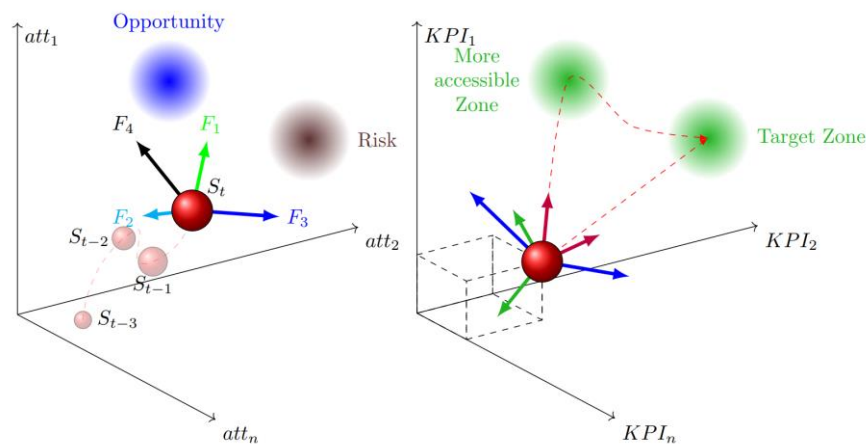 att₁
Opportunity
F₄
F₁
Risk
Sₜ
F₂
F₃
Sₜ₋₂
att₂
Sₜ₋₁
Sₜ₋₃
attₙ
KPI₁
More
accessible
Zone
Target Zone
KPI₂
KPIₙ